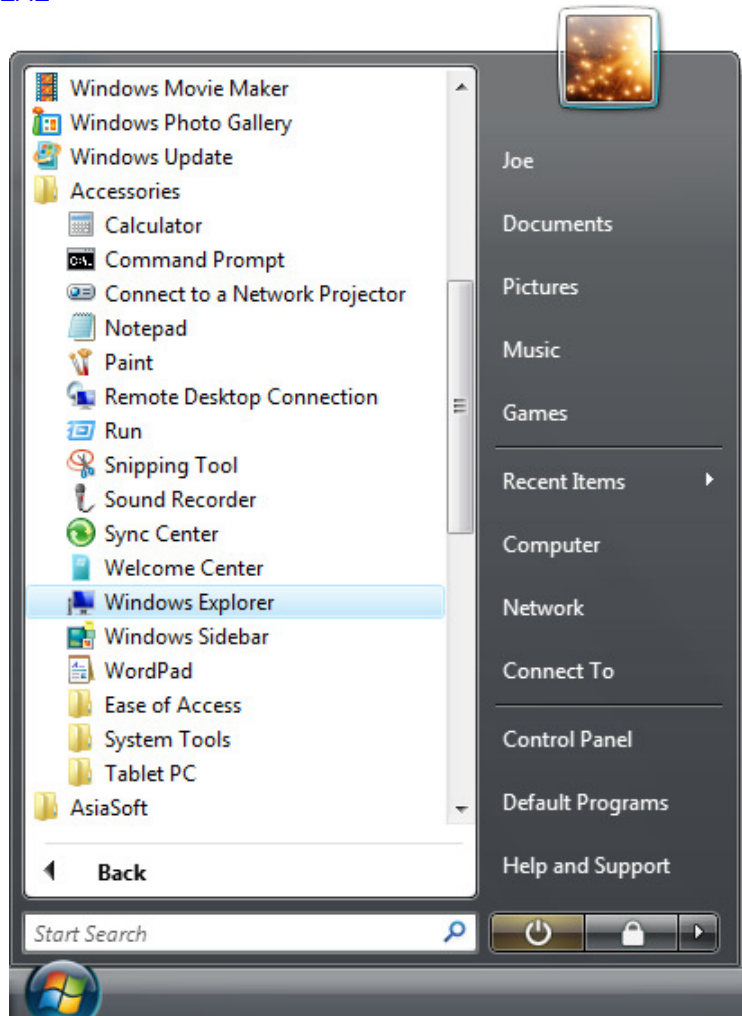 Windows Movie Maker
Windows Photo Gallery
Windows Update
Accessories
Calculator
Command Prompt
Connect to a Network Projector
Notepad
Paint
Remote Desktop Connection
Run
Snipping Tool
Sound Recorder
Sync Center
Welcome Center
Windows Explorer
Windows Sidebar
WordPad
Ease of Access
System Tools
Tablet PC
AsiaSoft
Back
Start Search
Joe
Documents
Pictures
Music
Games
Recent Items
Computer
Network
Connect To
Control Panel
Default Programs
Help and Support